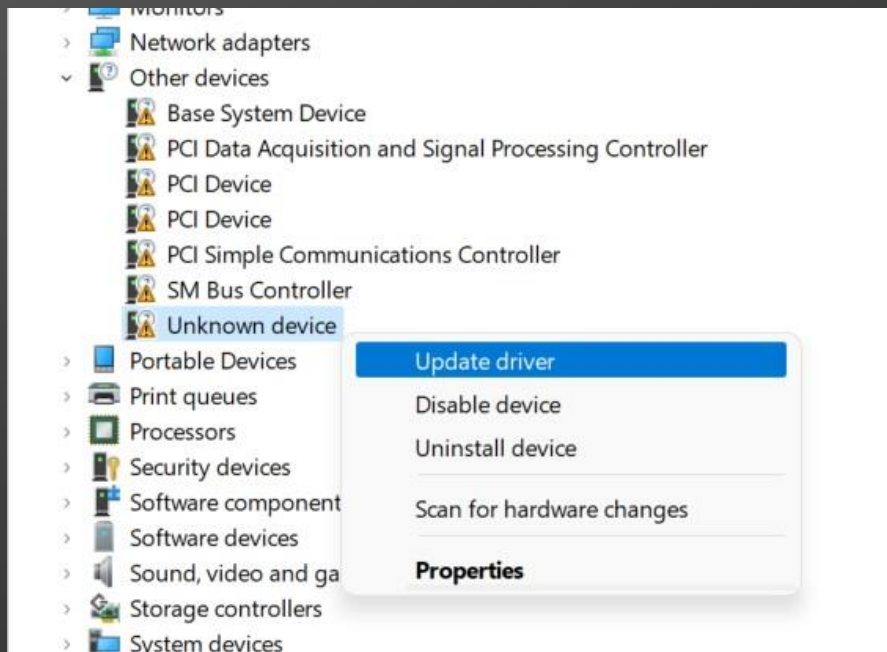 Monitors
Network adapters
Other devices
Base System Device
PCI Data Acquisition and Signal Processing Controller
PCI Device
PCI Device
PCI Simple Communications Controller
SM Bus Controller
Unknown device
Portable Devices
Update driver
Print queues
Disable device
Processors
Uninstall device
Security devices
Software component
Scan for hardware changes
Software devices
Sound, video and ga
Properties
Storage controllers
System devices